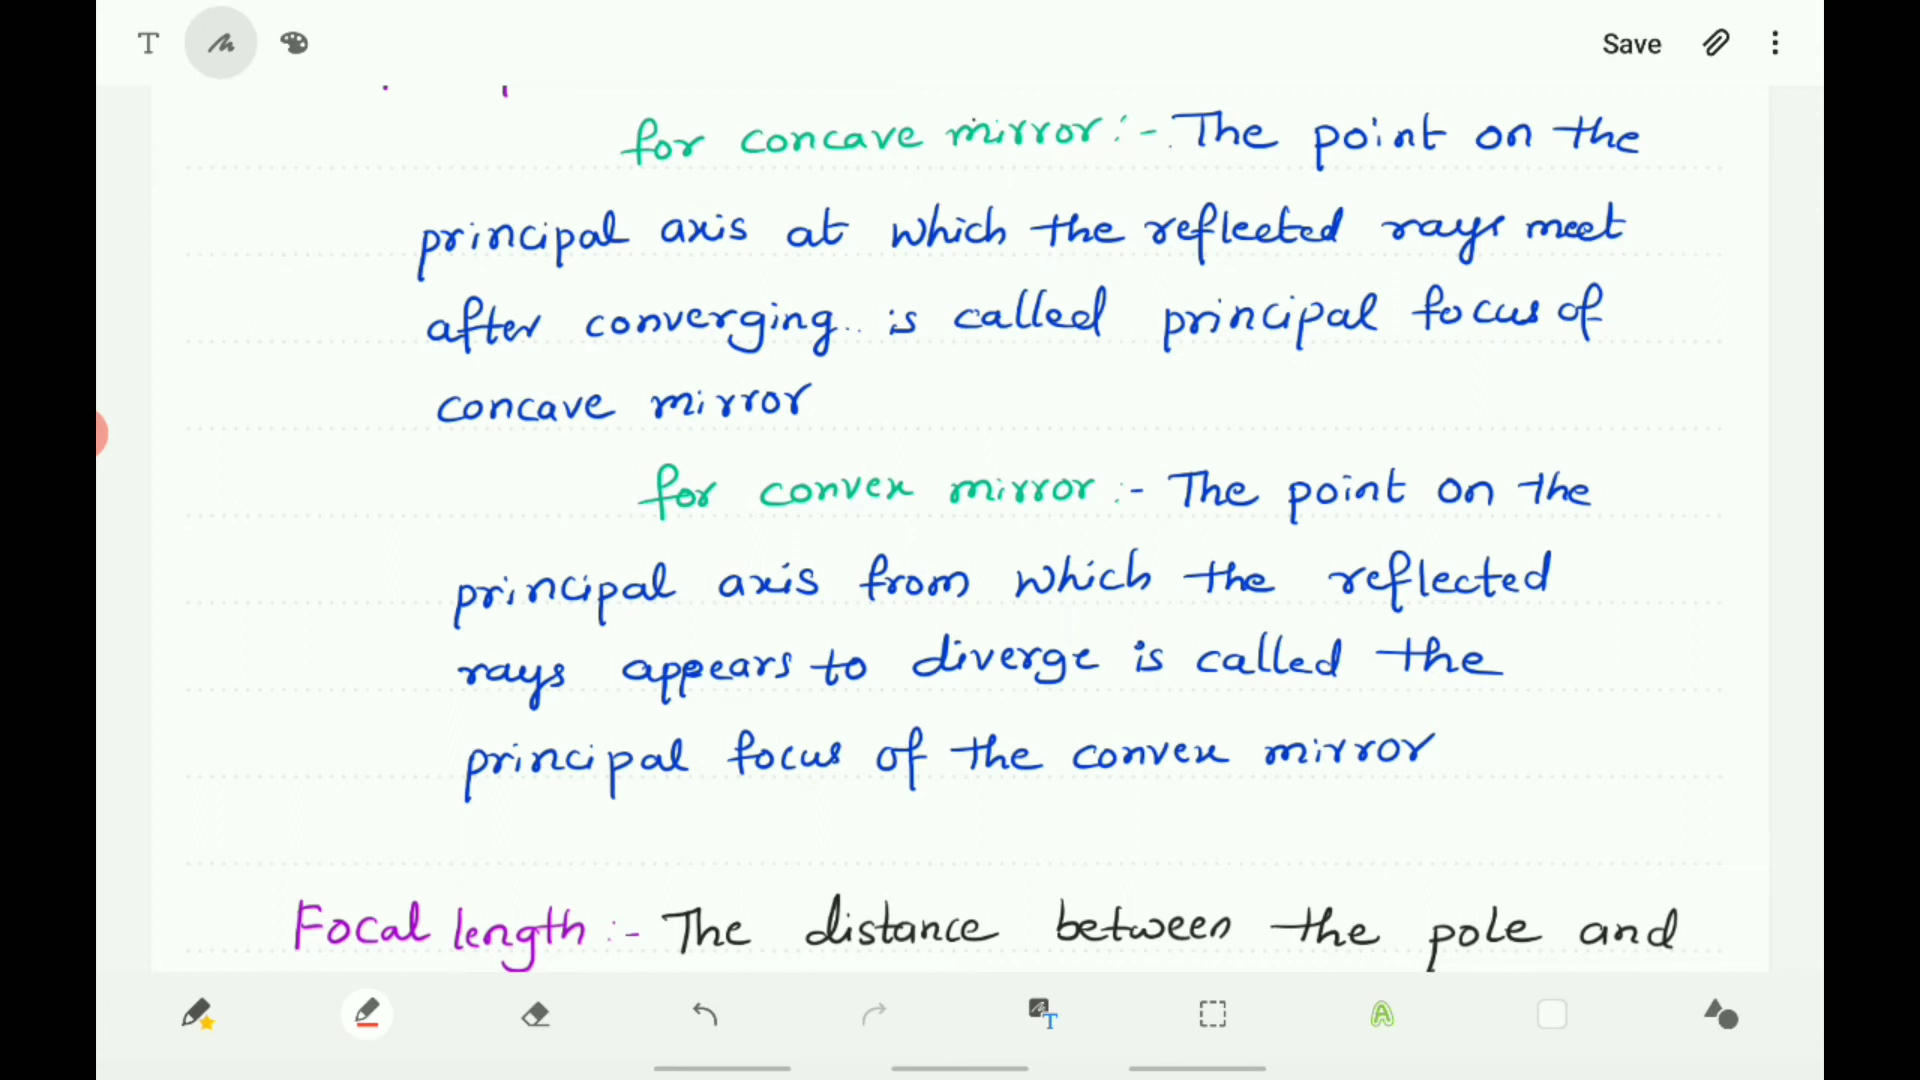 Save
for concave mirror :- The point on the
principal axis at which the reflected rays meet
after converging.. is called principal focus of
concave mirror
for convex mirror :- The point on the
principal axis from which the reflected
rays appears to diverge is called the
principal focus of the convex mirror
Focal length :- The distance between the pole and